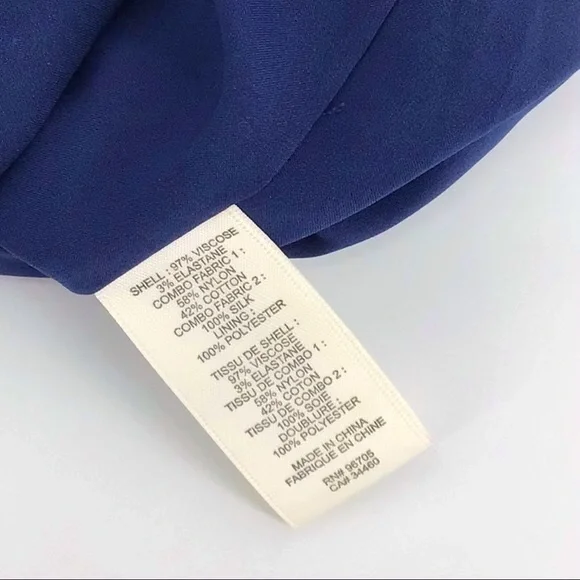 SHELL : 97% VISCOSE
3% ELASTANE
COMBO FABRIC 1 :
58% NYLON
42% COTTON
COMBO FABRIC 2 :
100% SILK
LINING :
100% POLYESTER
TISSU DE SHELL :
97% VISCOSE
3% ELASTANE
TISSU DE COMBO 1 :
58% NYLON
42% COTON
TISSU DE COMBO 2 :
100% SOIE
DOUBLURE :
100% POLYESTER
MADE IN CHINA
FABRIQUE EN CHINE
RN# 96705
CA# 34460